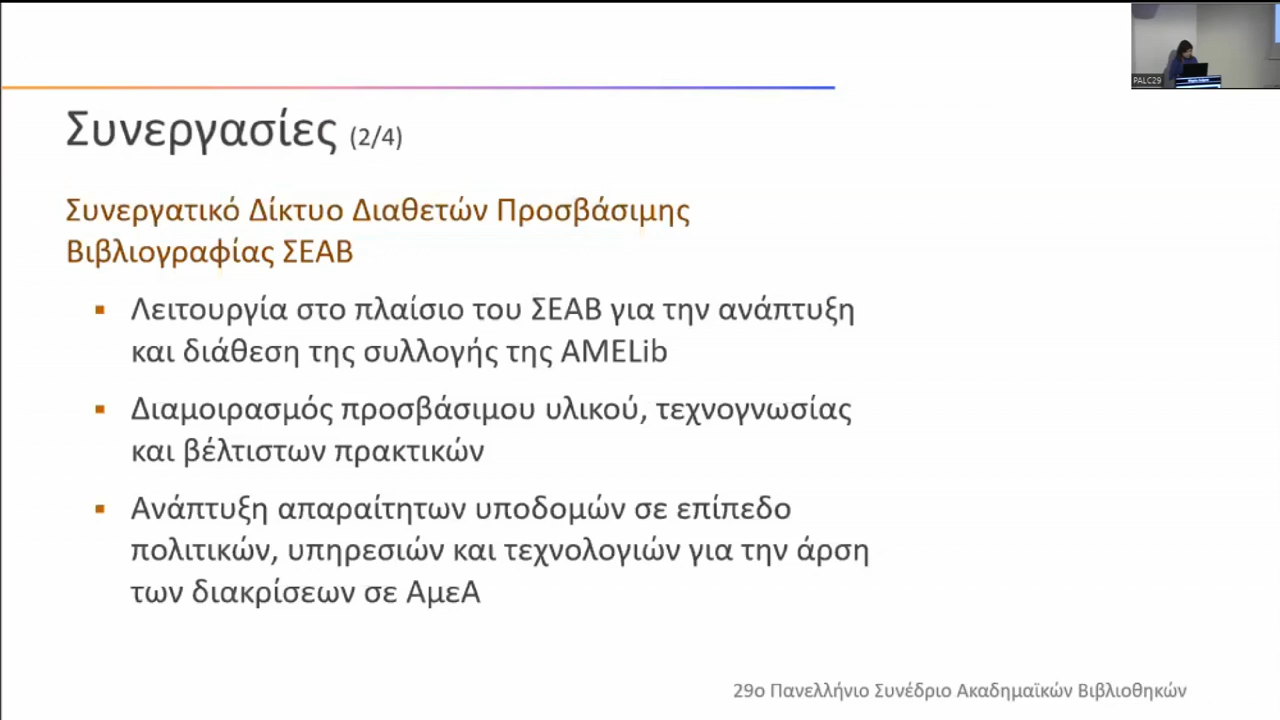 PALC29
Συνεργασίες (2/4)
Συνεργατικό Δίκτυο Διαθετών Προσβάσιμης
Βιβλιογραφίας ΣΕΑΒ
▪ Λειτουργία στο πλαίσιο του ΣΕΑΒ για την ανάπτυξη
και διάθεση της συλλογής της AMELib
▪ Διαμοιρασμός προσβάσιμου υλικού, τεχνογνωσίας
και βέλτιστων πρακτικών
▪ Ανάπτυξη απαραίτητων υποδομών σε επίπεδο
πολιτικών, υπηρεσιών και τεχνολογιών για την άρση
των διακρίσεων σε ΑμεΑ
29ο Πανελλήνιο Συνέδριο Ακαδημαϊκών Βιβλιοθηκών